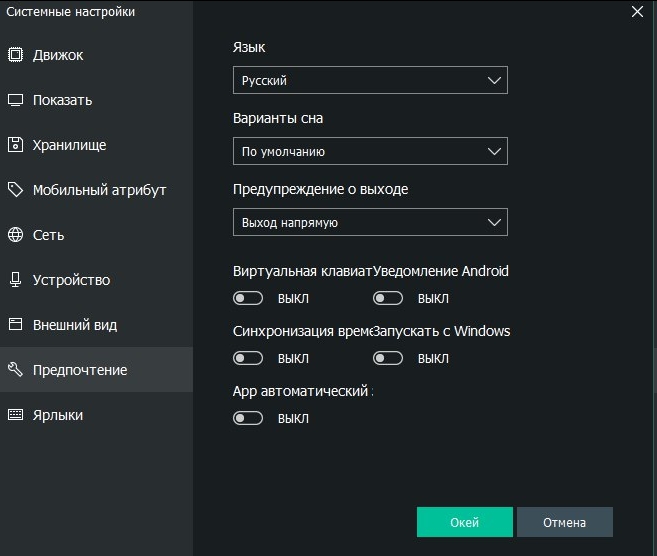 Системные настройки
Движок
Показать
Хранилище
Мобильный атрибут
Сеть
Устройство
Внешний вид
Предпочтение
Ярлыки
Язык
Русский
Варианты сна
По умолчанию
Предупреждение о выходе
Выход напрямую
Виртуальная клавиат Уведомление Android
ВЫКЛ ВЫКЛ
Синхронизация време Запускать с Windows
ВЫКЛ ВЫКЛ
App автоматический
ВЫКЛ
Окей Отмена